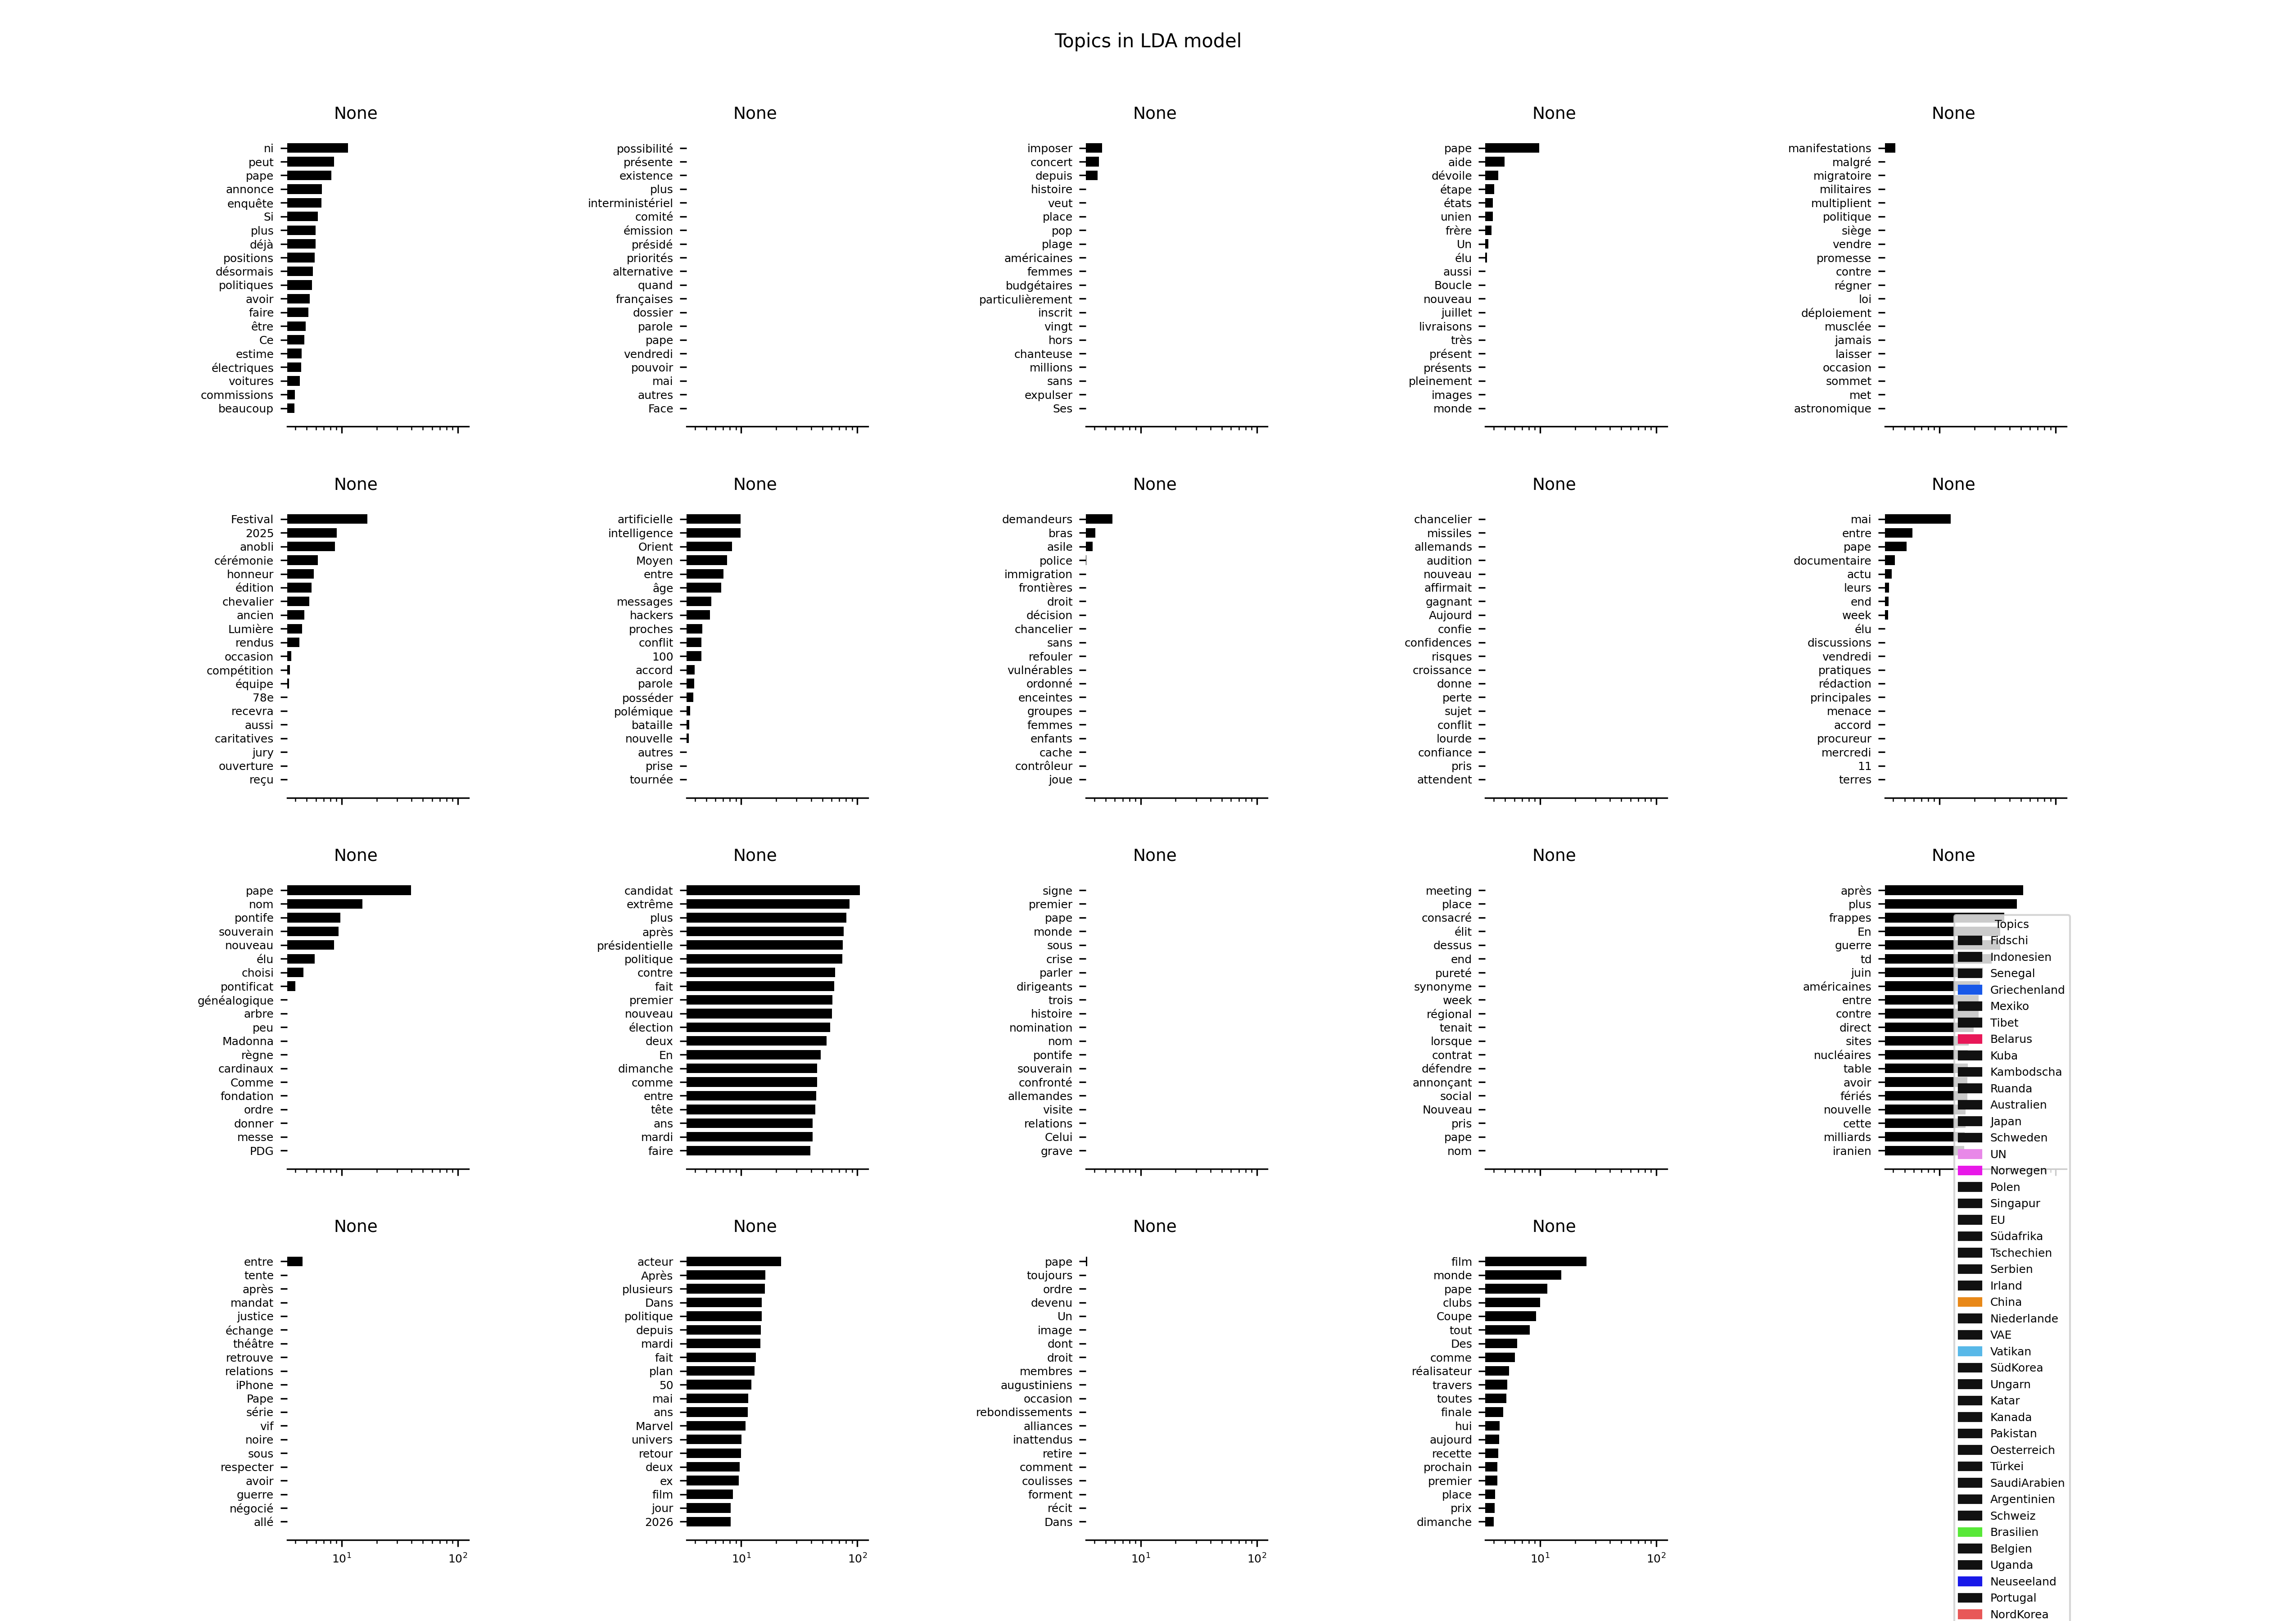 Topics in LDA model
None
ni
peut
pape
annonce
enquête
Si
plus
déjà
positions
désormais
politiques
avoir
faire
être
Ce
estime
électriques
voitures
commissions
beaucoup
None
possibilité
présente
existence
plus
interministériel
comité
émission
présidé
priorités
alternative
quand
françaises
dossier
parole
pape
vendredi
pouvoir
mai
autres
Face
None
imposer
concert
depuis
histoire
veut
place
pop
plage
américaines
femmes
budgétaires
particulièrement
inscrit
vingt
hors
chanteuse
millions
sans
expulser
Ses
None
pape
aide
dévoile
étape
états
unien
frère
Un
élu
aussi
Boucle
nouveau
juillet
livraisons
très
présent
présents
pleinement
images
monde
None
manifestations
malgré
migratoire
militaires
multiplient
politique
siège
vendre
promesse
contre
régner
loi
déploiement
musclée
jamais
laisser
occasion
sommet
met
astronomique
None
Festival
2025
anobli
cérémonie
honneur
édition
chevalier
ancien
Lumière
rendus
occasion
compétition
équipe
78e
recevra
aussi
caritatives
jury
ouverture
reçu
None
artificielle
intelligence
Orient
Moyen
entre
âge
messages
hackers
proches
conflit
100
accord
parole
posséder
polémique
bataille
nouvelle
autres
prise
tournée
None
demandeurs
bras
asile
police
immigration
frontières
droit
décision
chancelier
sans
refouler
vulnérables
ordonné
enceintes
groupes
femmes
enfants
cache
contrôleur
joue
None
chancelier
missiles
allemands
audition
nouveau
affirmait
gagnant
Aujourd
confie
confidences
risques
croissance
donne
perte
sujet
conflit
lourde
confiance
pris
attendent
None
mai
entre
pape
documentaire
actu
leurs
end
week
élu
discussions
vendredi
pratiques
rédaction
principales
menace
accord
procureur
mercredi
11
terres
None
pape
nom
pontife
souverain
nouveau
élu
choisi
pontificat
généalogique
arbre
peu
Madonna
règne
cardinaux
Comme
fondation
ordre
donner
messe
PDG
None
candidat
extrême
plus
après
présidentielle
politique
contre
fait
premier
nouveau
élection
deux
En
dimanche
comme
entre
tête
ans
mardi
faire
None
signe
premier
pape
monde
sous
crise
parler
dirigeants
trois
histoire
nomination
nom
pontife
souverain
confronté
allemandes
visite
relations
Celui
grave
None
meeting
place
consacré
élit
dessus
end
pureté
synonyme
week
régional
tenait
lorsque
contrat
défendre
annonçant
social
Nouveau
pris
pape
nom
None
après
plus
frappes
En
guerre
td
juin
américaines
entre
contre
direct
sites
nucléaires
table
avoir
fériés
nouvelle
cette
milliards
iranien
None
entre
tente
après
mandat
justice
échange
théâtre
retrouve
relations
iPhone
Pape
série
vif
noire
sous
respecter
avoir
guerre
négocié
allé
10¹ 10²
None
acteur
Après
plusieurs
Dans
politique
depuis
mardi
fait
plan
50
mai
ans
Marvel
univers
retour
deux
ex
film
jour
2026
10¹ 10²
None
pape
toujours
ordre
devenu
Un
image
dont
droit
membres
augustiniens
occasion
rebondissements
alliances
inattendus
retire
comment
coulisses
forment
récit
Dans
10¹ 10²
None
film
monde
pape
clubs
Coupe
tout
Des
comme
réalisateur
travers
toutes
finale
hui
aujourd
recette
prochain
premier
place
prix
dimanche
10¹ 10²
Topics
Fidschi
Indonesien
Senegal
Griechenland
Mexiko
Tibet
Belarus
Kuba
Kambodscha
Ruanda
Australien
Japan
Schweden
UN
Norwegen
Polen
Singapur
EU
Südafrika
Tschechien
Serbien
Irland
China
Niederlande
VAE
Vatikan
SüdKorea
Ungarn
Katar
Kanada
Pakistan
Oesterreich
Türkei
SaudiArabien
Argentinien
Schweiz
Brasilien
Belgien
Uganda
Neuseeland
Portugal
NordKorea